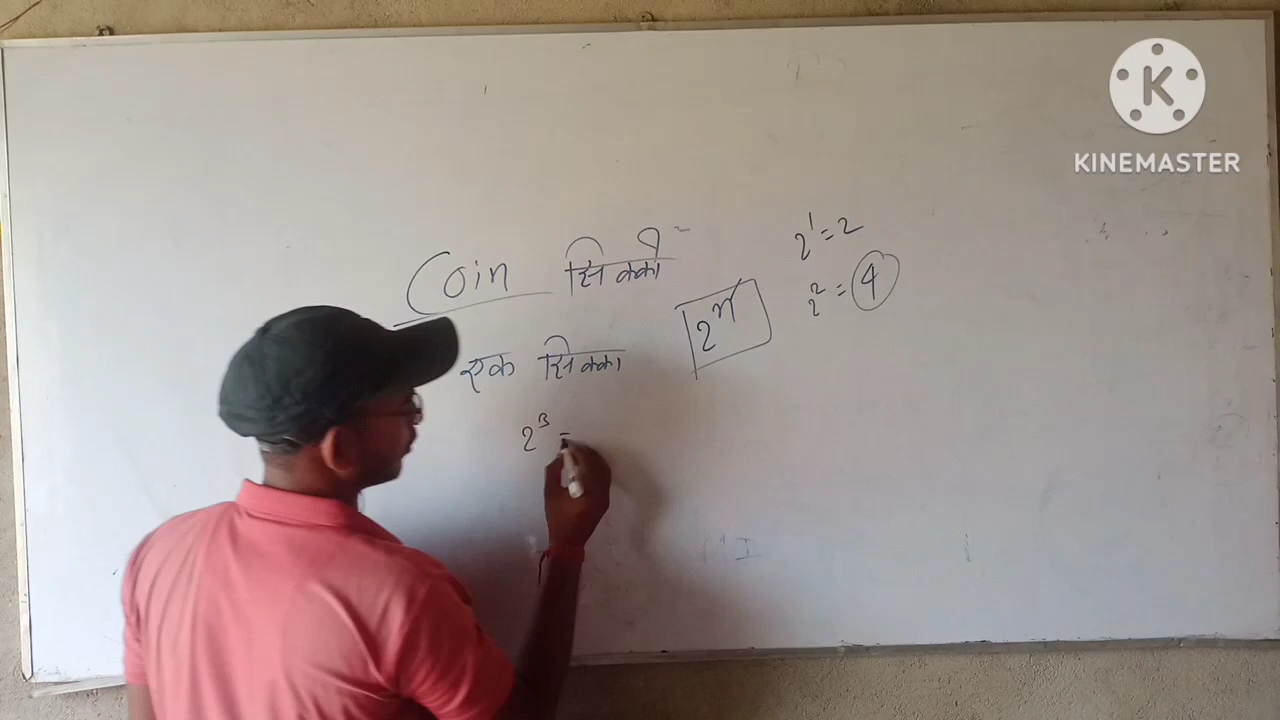 KINEMASTER
Coin सिक्का
2¹ = 2
2² = 4
2ⁿ
एक सिक्का
2³ =